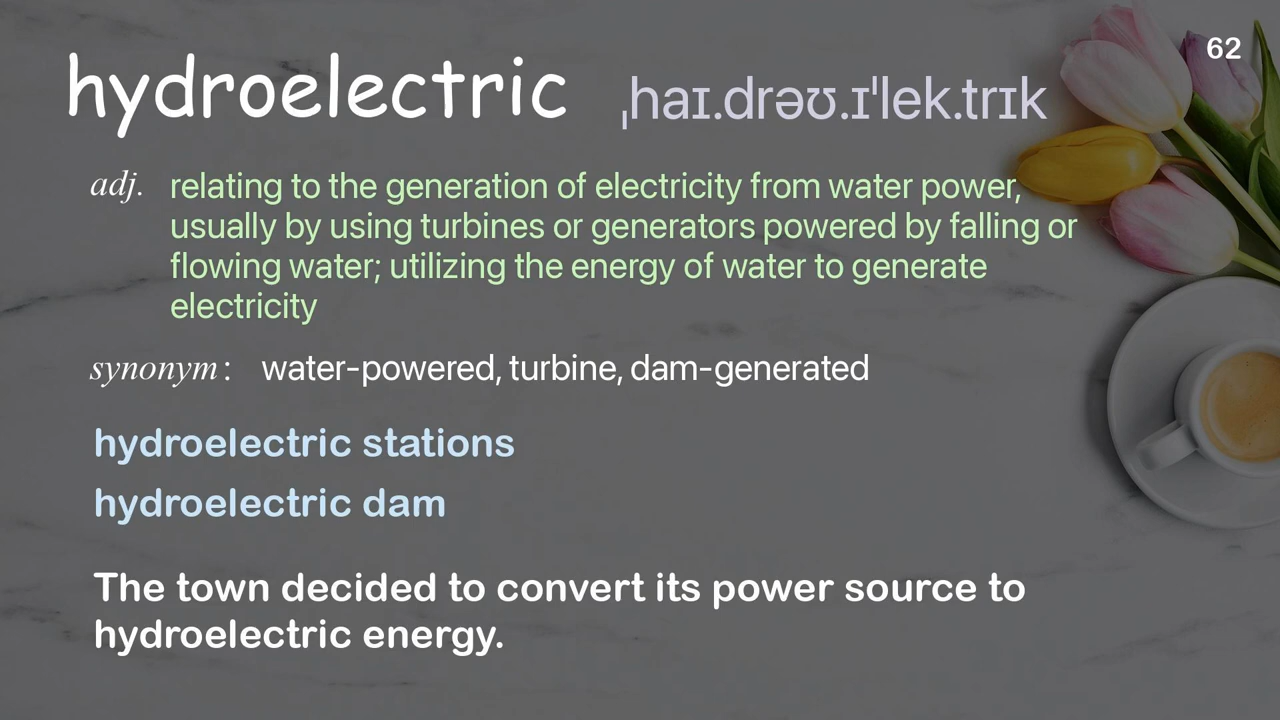 62
hydroelectric ˌhaɪ.drəʊ.ɪˈlek.trɪk
adj. relating to the generation of electricity from water power,
usually by using turbines or generators powered by falling or
flowing water; utilizing the energy of water to generate
electricity
synonym: water-powered, turbine, dam-generated
hydroelectric stations
hydroelectric dam
The town decided to convert its power source to
hydroelectric energy.